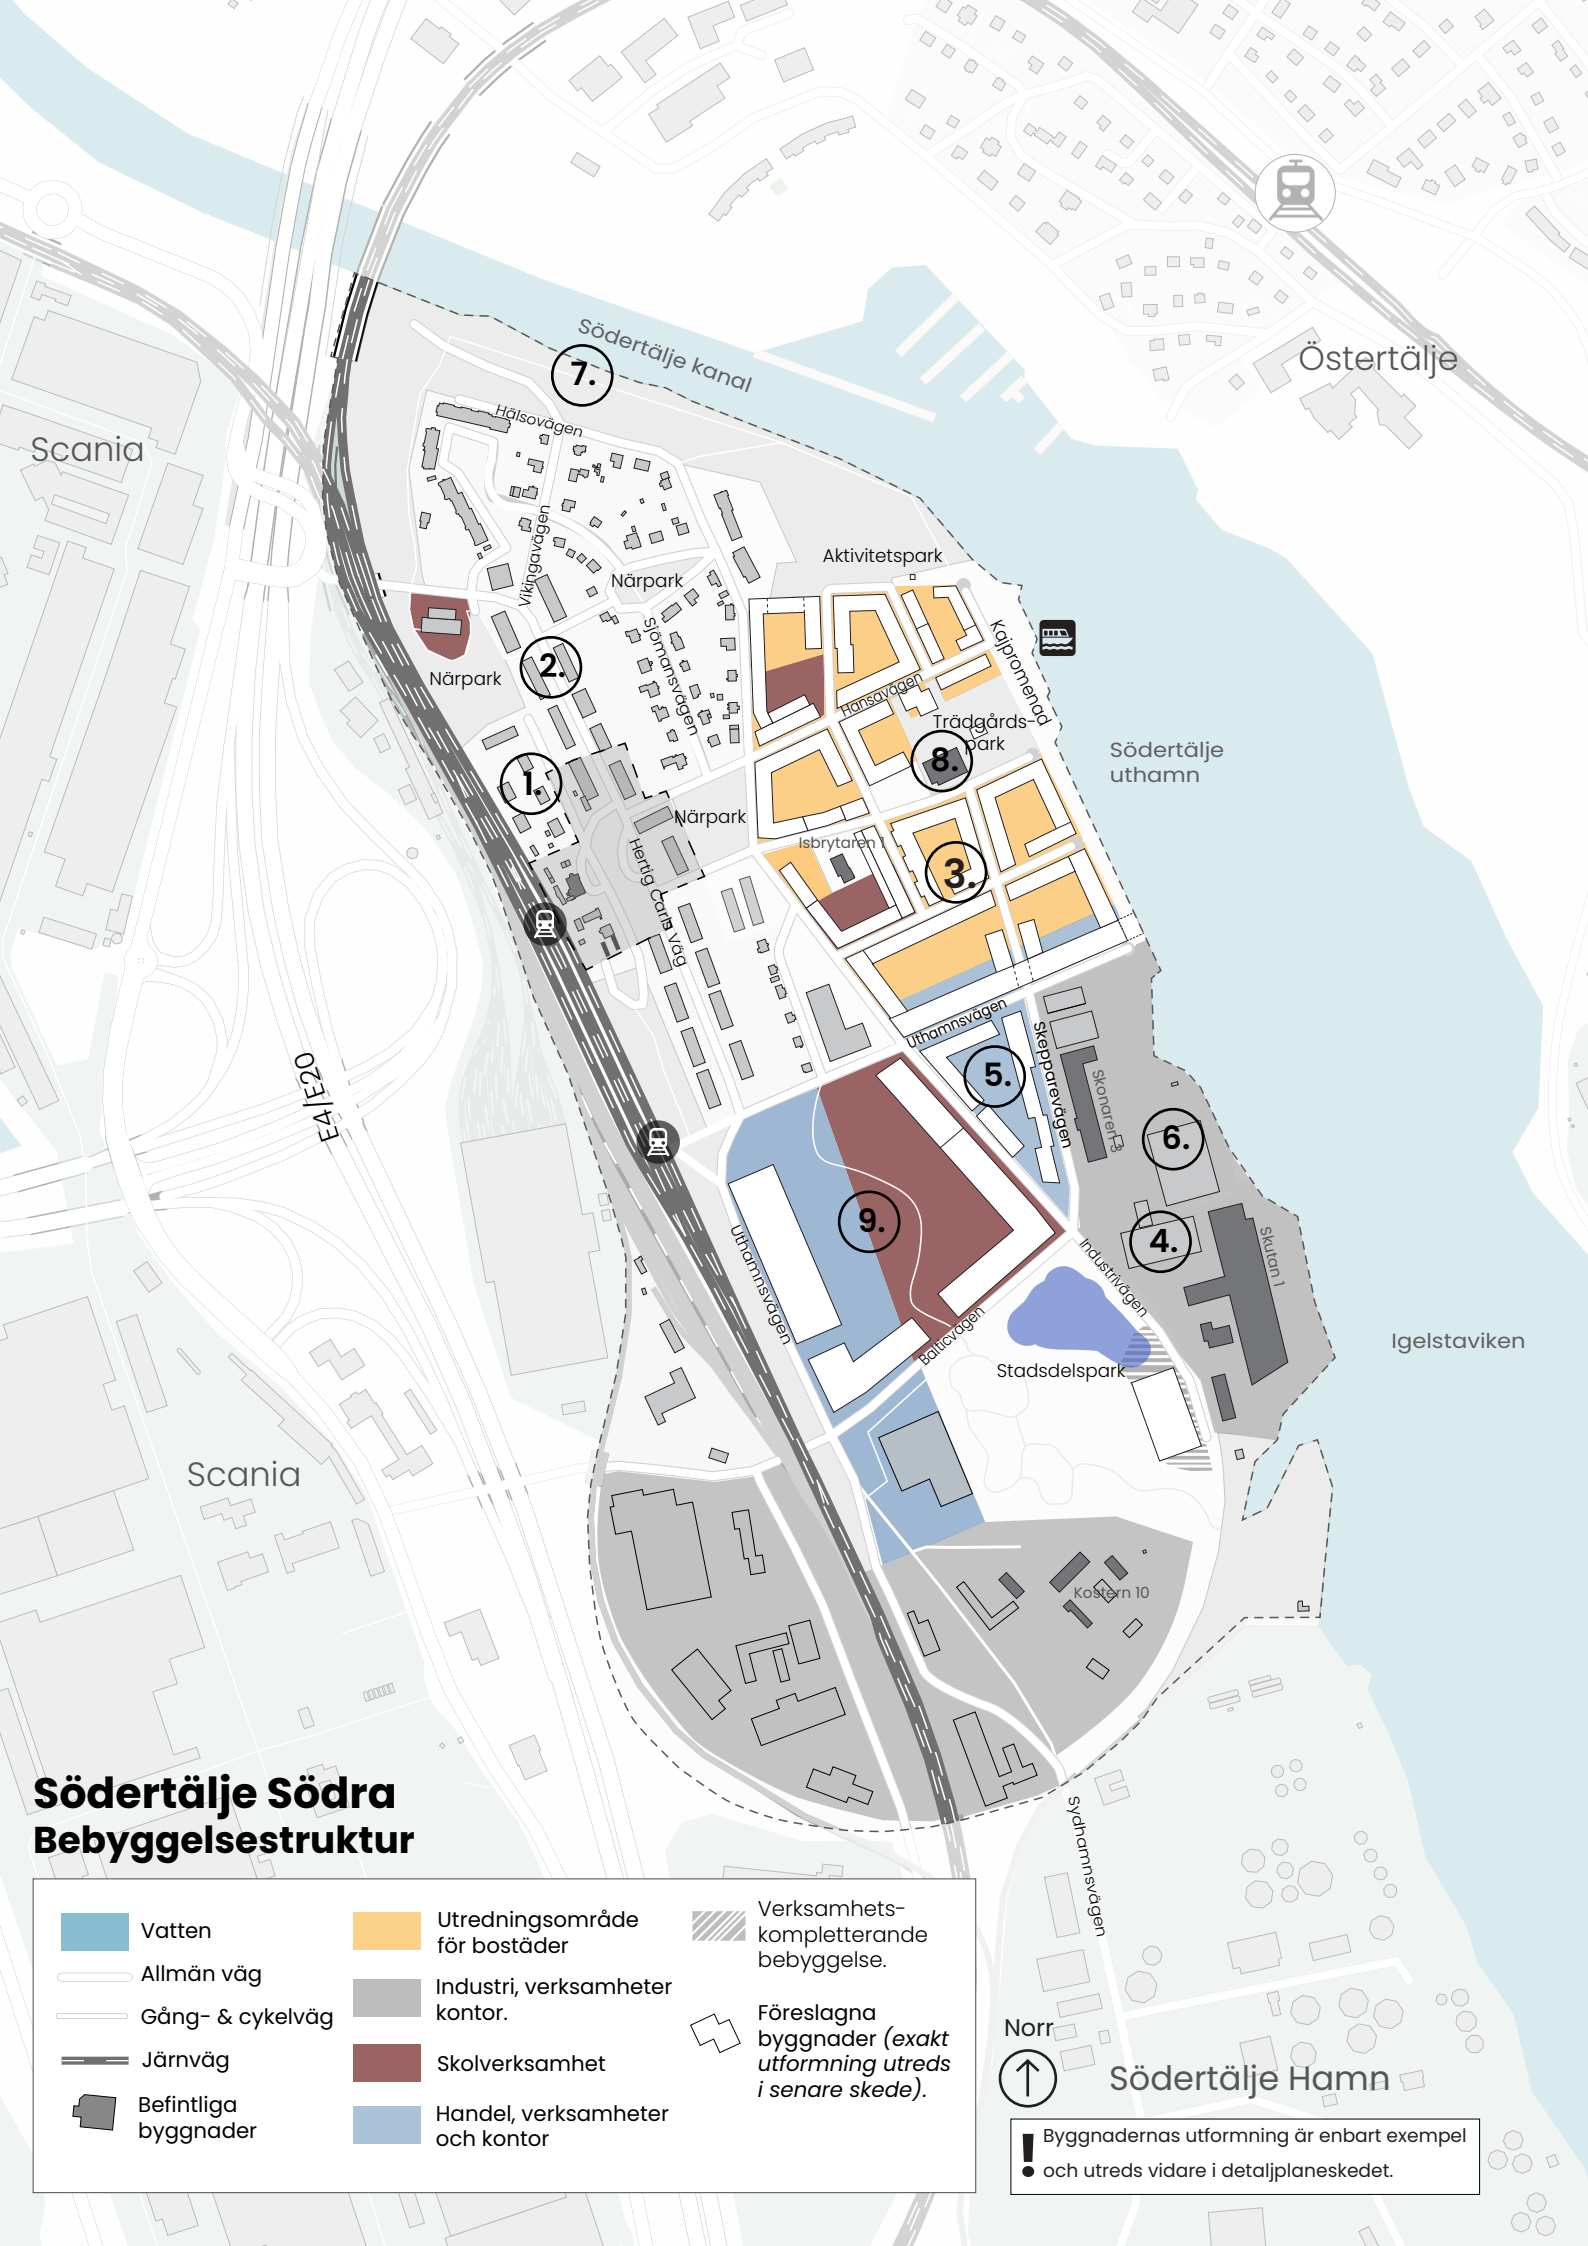 Södertälje kanal
7.
Östertälje
Scania
Hälsovägen
Vikingavägen
Aktivitetspark
Närpark
Sjömansvägen
Kajpromenad
2.
Närpark
Hansavägen
Trädgårds-
park
8.
Södertälje
uthamn
1.
Närpark
Isbrytaren 1
Hertig Carls Väg
3.
Uthamnsvägen
Skepparevägen
5.
Skonaren 3
6.
E4/E20
9.
4.
Skutan 1
Uthamnsvägen
Industrivägen
Balticvägen
Igelstaviken
Stadsdelspark
Scania
Kostern 10
Södertälje Södra
Bebyggelsestruktur
Sydhamnsvägen
Vatten
Allmän väg
Gång- & cykelväg
Järnväg
Befintliga
byggnader
Utredningsområde
för bostäder
Industri, verksamheter
kontor.
Skolverksamhet
Handel, verksamheter
och kontor
Verksamhets-
kompletterande
bebyggelse.
Föreslagna
byggnader (exakt
utformning utreds
i senare skede).
Norr
Södertälje Hamn
! Byggnadernas utformning är enbart exempel
och utreds vidare i detaljplaneskedet.